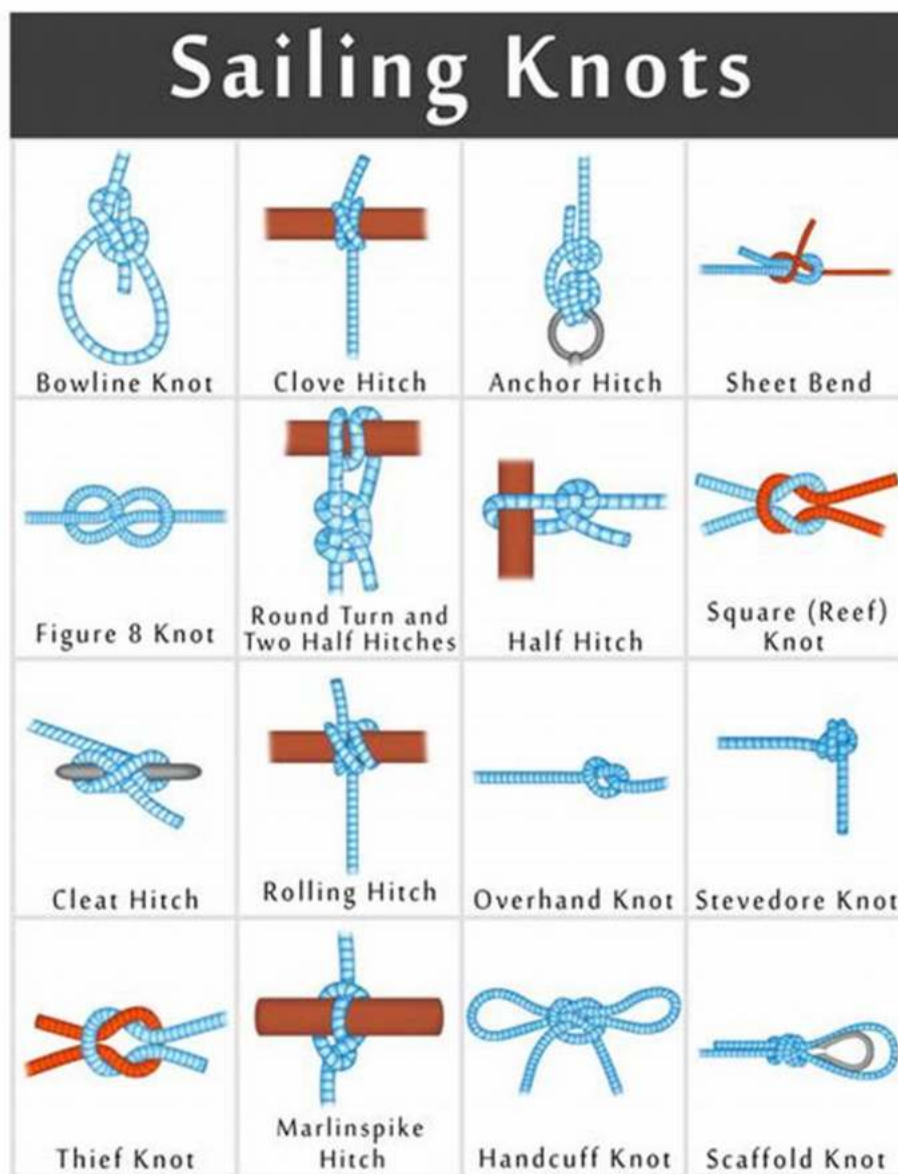 Sailing Knots
Bowline Knot
Clove Hitch
Anchor Hitch
Sheet Bend
Figure 8 Knot
Round Turn and
Two Half Hitches
Half Hitch
Square (Reef)
Knot
Cleat Hitch
Rolling Hitch
Overhand Knot
Stevedore Knot
Thief Knot
Marlinspike
Hitch
Handcuff Knot
Scaffold Knot